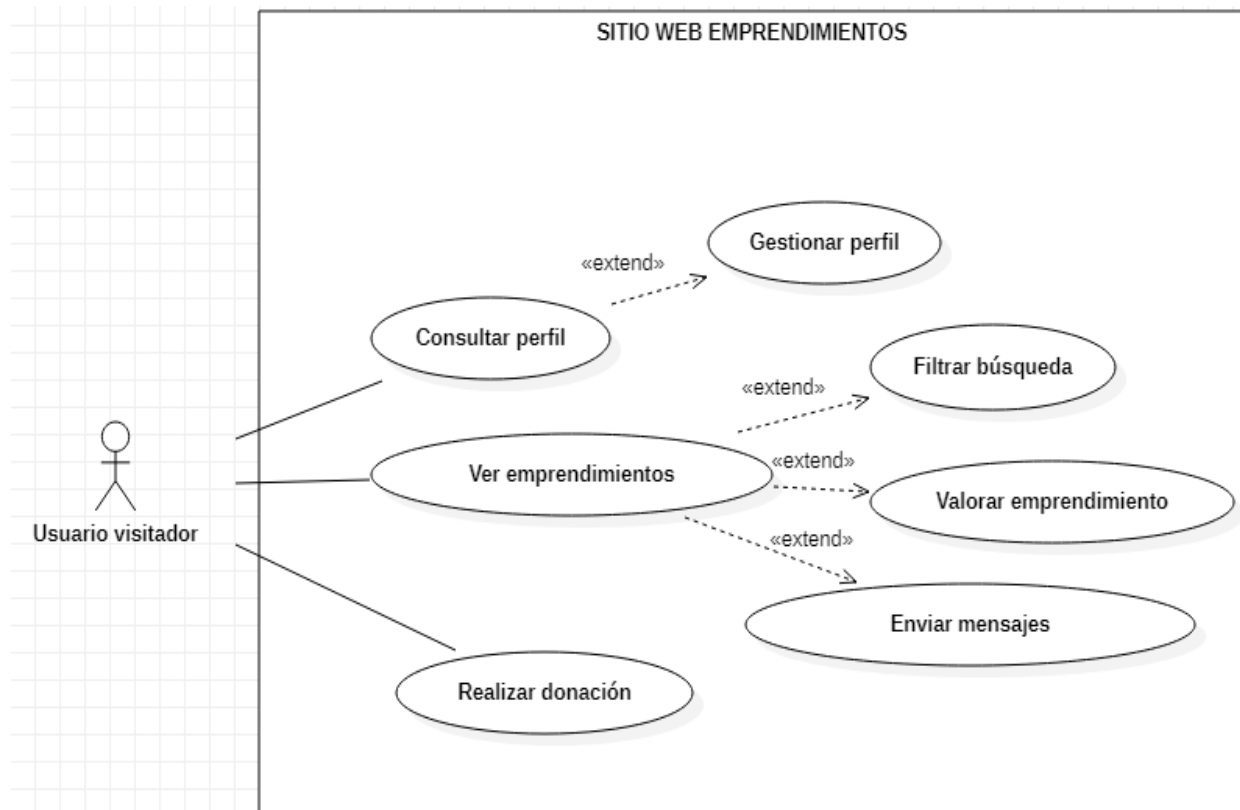 SITIO WEB EMPRENDIMIENTOS
Gestionar perfil
«extend»
Consultar perfil
Filtrar búsqueda
«extend»
Ver emprendimientos
«extend»
Valorar emprendimiento
Usuario visitador
«extend»
Enviar mensajes
Realizar donación